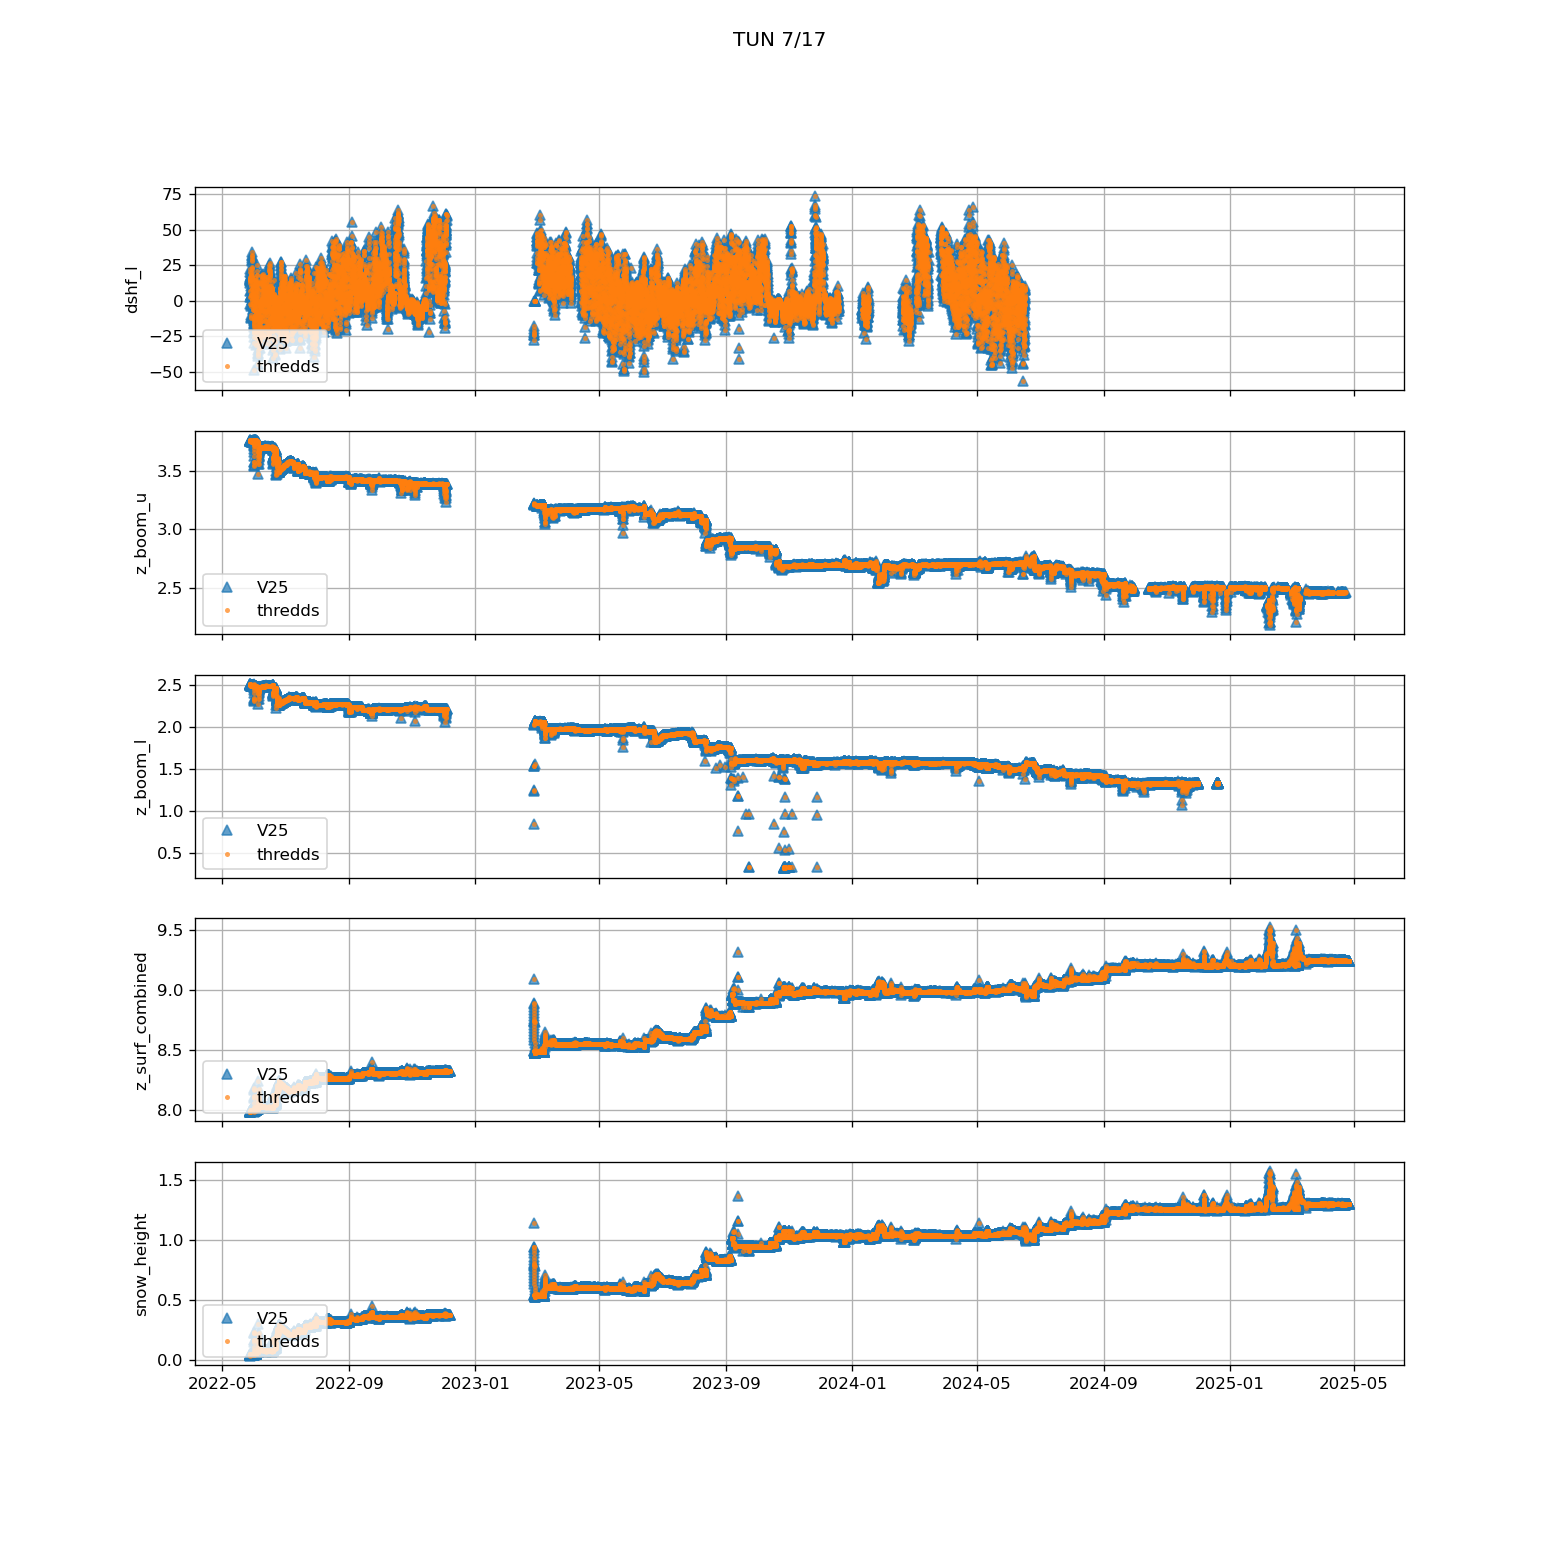 TUN 7/17
75
50
25
0
−25
−50
dshf_l
V25
thredds
3.5
3.0
2.5
z_boom_u
V25
thredds
2.5
2.0
1.5
1.0
0.5
z_boom_l
V25
thredds
9.5
9.0
8.5
8.0
z_surf_combined
V25
thredds
1.5
1.0
0.5
0.0
snow_height
V25
thredds
2022-05 2022-09 2023-01 2023-05 2023-09 2024-01 2024-05 2024-09 2025-01 2025-05